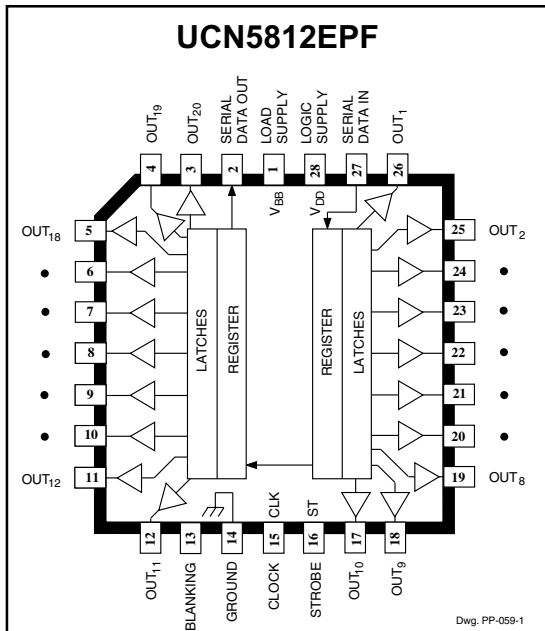 UCN5812EPF
OUT19
OUT20
SERIAL
DATA OUT
LOAD
SUPPLY
LOGIC
SUPPLY
SERIAL
DATA IN
OUT1
4
3
2
1
28
27
26
VBB
VDD
OUT18
5
6
7
8
9
10
OUT12
11
LATCHES
REGISTER
REGISTER
LATCHES
25
OUT2
24
23
22
21
20
19
OUT8
CLK
ST
12
13
14
15
16
17
18
OUT11
BLANKING
GROUND
CLOCK
STROBE
OUT10
OUT9
Dwg. PP-059-1